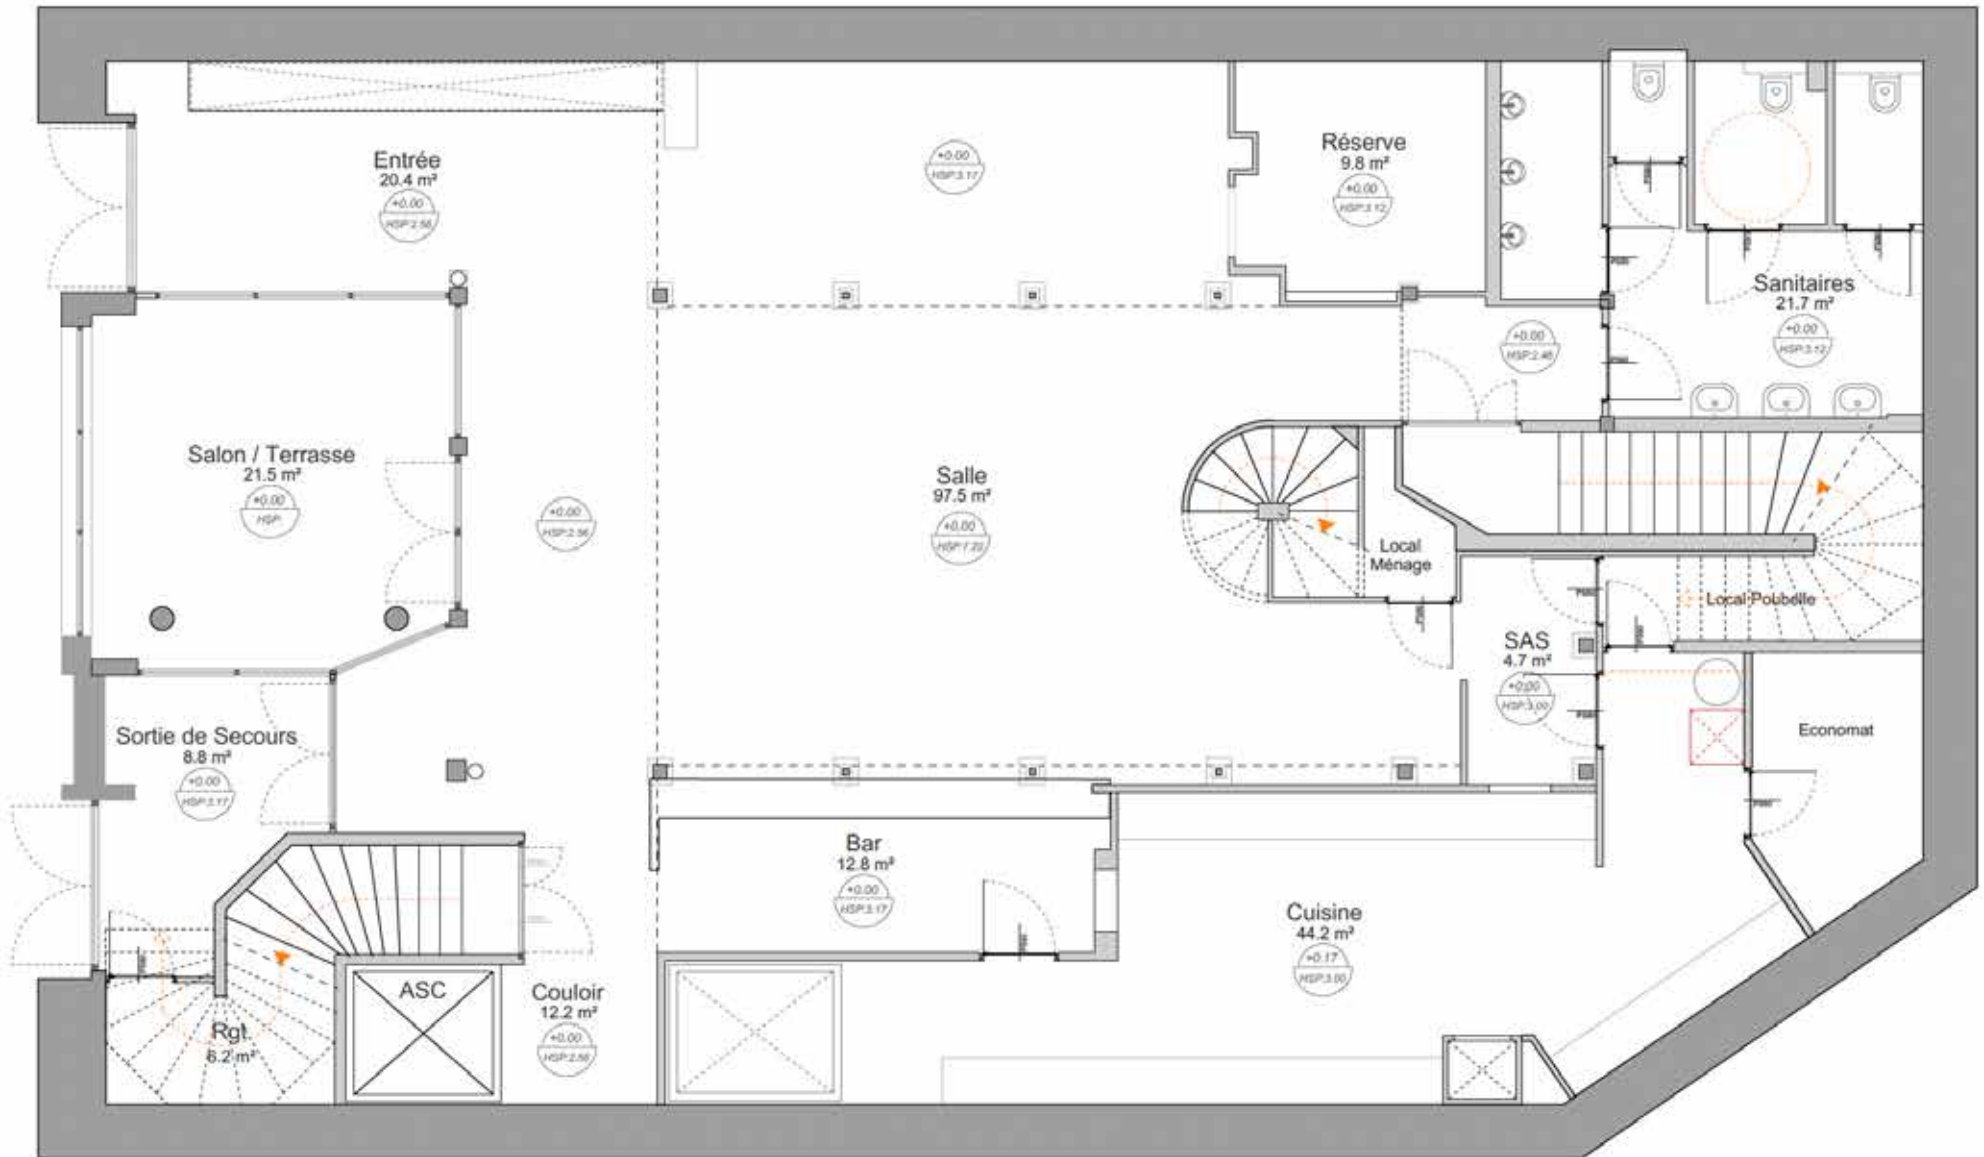 Entrée
20.4 m²
+0.00
HSP:2.56
+0.00
HSP:3.17
Réserve
9.8 m²
+0.00
HSP:3.12
Sanitaires
21.7 m²
+0.00
HSP:3.12
+0.00
HSP:2.46
Salon / Terrasse
21.5 m²
+0.00
HSP:
+0.00
HSP:2.56
Salle
97.5 m²
+0.00
HSP:7.22
Local
Ménage
Local Poubelle
SAS
4.7 m²
+0.00
HSP:3.00
Economat
Sortie de Secours
8.8 m²
+0.00
HSP:3.17
Bar
12.8 m²
+0.00
HSP:3.17
Cuisine
44.2 m²
+0.17
HSP:3.00
ASC
Couloir
12.2 m²
+0.00
HSP:2.56
Rgt.
6.2 m²